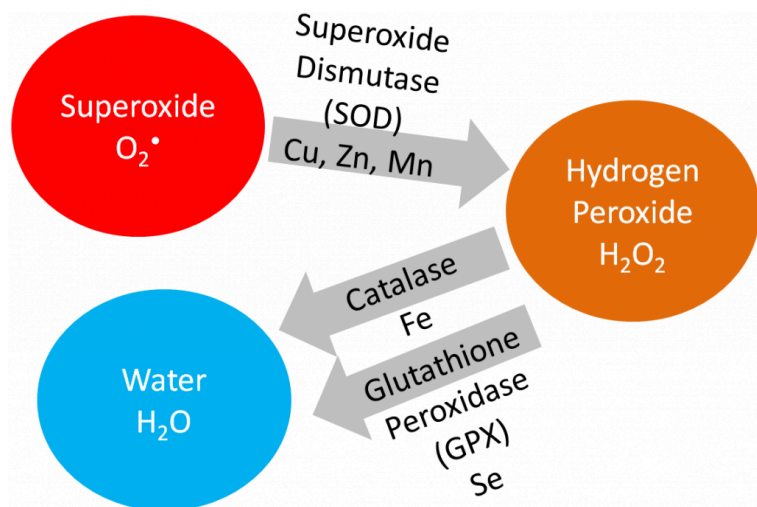 Superoxide
O₂•
Superoxide
Dismutase
(SOD)
Cu, Zn, Mn
Hydrogen
Peroxide
H₂O₂
Catalase
Fe
Glutathione
Peroxidase
(GPX)
Se
Water
H₂O